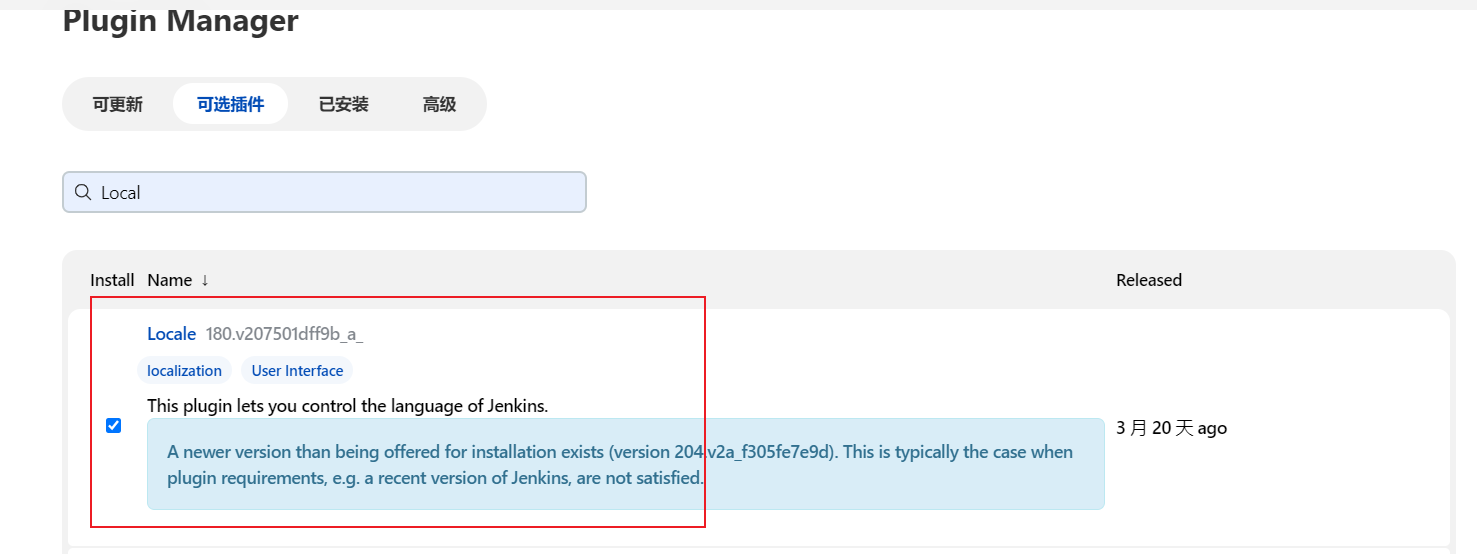 Plugin Manager
可更新 可选插件 已安装 高级
Local
Install Name ↓ Released
Locale 180.v207501dff9b_a_
localization User Interface
This plugin lets you control the language of Jenkins.
A newer version than being offered for installation exists (version 204.v2a_f305fe7e9d). This is typically the case when
plugin requirements, e.g. a recent version of Jenkins, are not satisfied.
3 月 20 天 ago